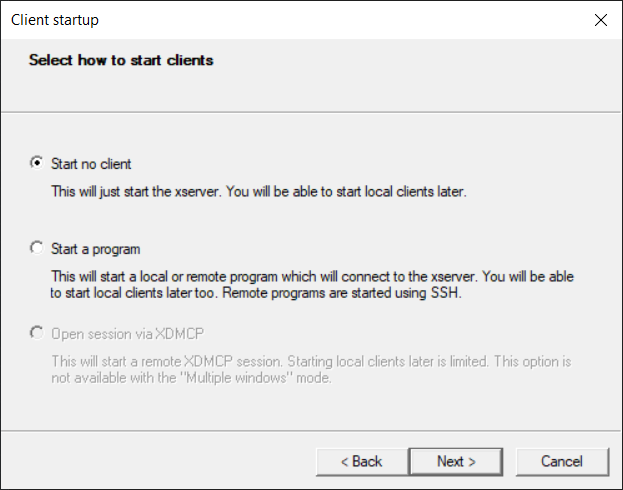 Client startup
Select how to start clients
Start no client
This will just start the xserver. You will be able to start local clients later.
Start a program
This will start a local or remote program which will connect to the xserver. You will be able
to start local clients later too. Remote programs are started using SSH.
Open session via XDMCP
This will start a remote XDMCP session. Starting local clients later is limited. This option is
not available with the "Multiple windows" mode.
< Back
Next >
Cancel